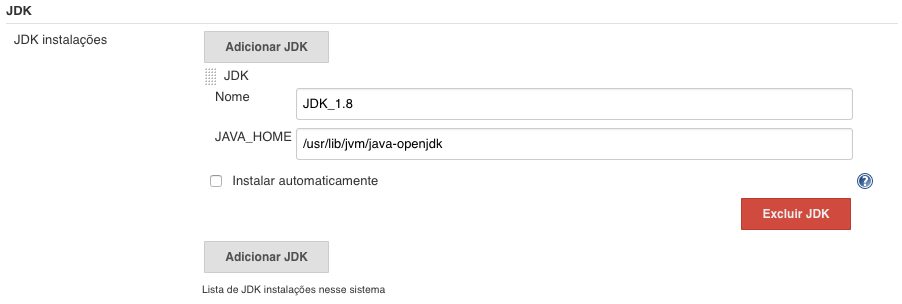 JDK
JDK instalações
Adicionar JDK
JDK
Nome
JDK_1.8
JAVA_HOME
/usr/lib/jvm/java-openjdk
Instalar automaticamente
?
Excluir JDK
Adicionar JDK
Lista de JDK instalações nesse sistema